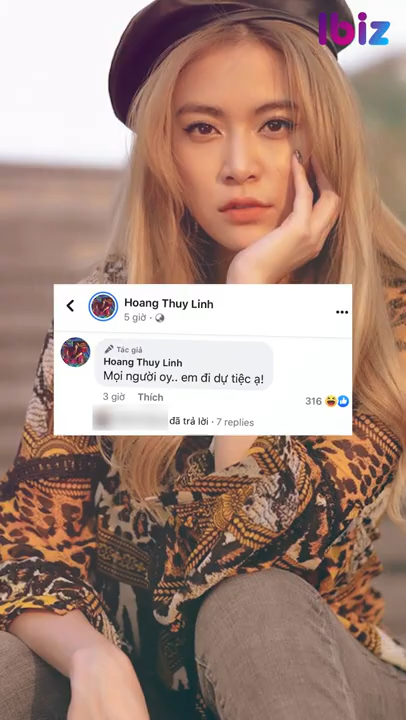 Ibiz
Hoang Thuy Linh
5 giờ
Tác giả
Hoang Thuy Linh
Mọi người oy.. em đi dự tiệc ạ!
3 giờ Thích
316
đã trả lời · 7 replies